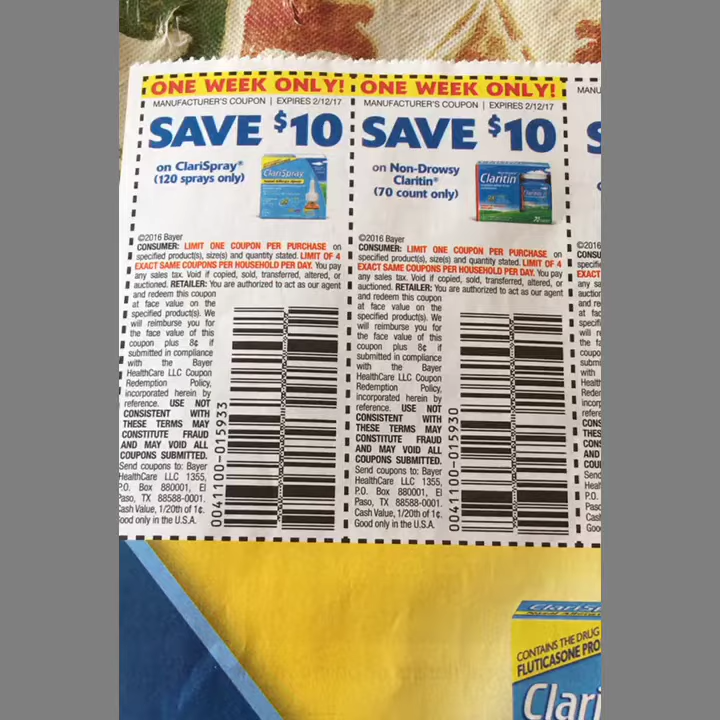 ONE WEEK ONLY!
MANUFACTURER'S COUPON | EXPIRES 2/12/17
SAVE $10
on ClariSpray®
(120 sprays only)
ClariSpray
©2016 Bayer
CONSUMER: LIMIT ONE COUPON PER PURCHASE on
specified product(s), size(s) and quantity stated. LIMIT OF 4
EXACT SAME COUPONS PER HOUSEHOLD PER DAY. You pay
any sales tax. Void if copied, sold, transferred, altered, or
auctioned. RETAILER: You are authorized to act as our agent
and redeem this coupon
at face value on the
specified product(s). We
will reimburse you for
the face value of this
coupon plus 8¢ if
submitted in compliance
with the Bayer
HealthCare LLC Coupon
Redemption Policy,
incorporated herein by
reference. USE NOT
CONSISTENT WITH
THESE TERMS MAY
CONSTITUTE FRAUD
AND MAY VOID ALL
COUPONS SUBMITTED.
Send coupons to: Bayer
HealthCare LLC 1355,
P.O. Box 880001, El
Paso, TX 88588-0001.
Cash Value, 1/20th of 1¢.
Good only in the U.S.A.
0041100-015933
ONE WEEK ONLY!
MANUFACTURER'S COUPON | EXPIRES 2/12/17
SAVE $10
on Non-Drowsy
Claritin®
(70 count only)
Claritin
©2016 Bayer
CONSUMER: LIMIT ONE COUPON PER PURCHASE on
specified product(s), size(s) and quantity stated. LIMIT OF 4
EXACT SAME COUPONS PER HOUSEHOLD PER DAY. You pay
any sales tax. Void if copied, sold, transferred, altered, or
auctioned. RETAILER: You are authorized to act as our agent
and redeem this coupon
at face value on the
specified product(s). We
will reimburse you for
the face value of this
coupon plus 8¢ if
submitted in compliance
with the Bayer
HealthCare LLC Coupon
Redemption Policy,
incorporated herein by
reference. USE NOT
CONSISTENT WITH
THESE TERMS MAY
CONSTITUTE FRAUD
AND MAY VOID ALL
COUPONS SUBMITTED.
Send coupons to: Bayer
HealthCare LLC 1355,
P.O. Box 880001, El
Paso, TX 88588-0001.
Cash Value, 1/20th of 1¢.
Good only in the U.S.A.
0041100-015930
CONTAINS THE DRUG
FLUTICASONE PRO
Clari